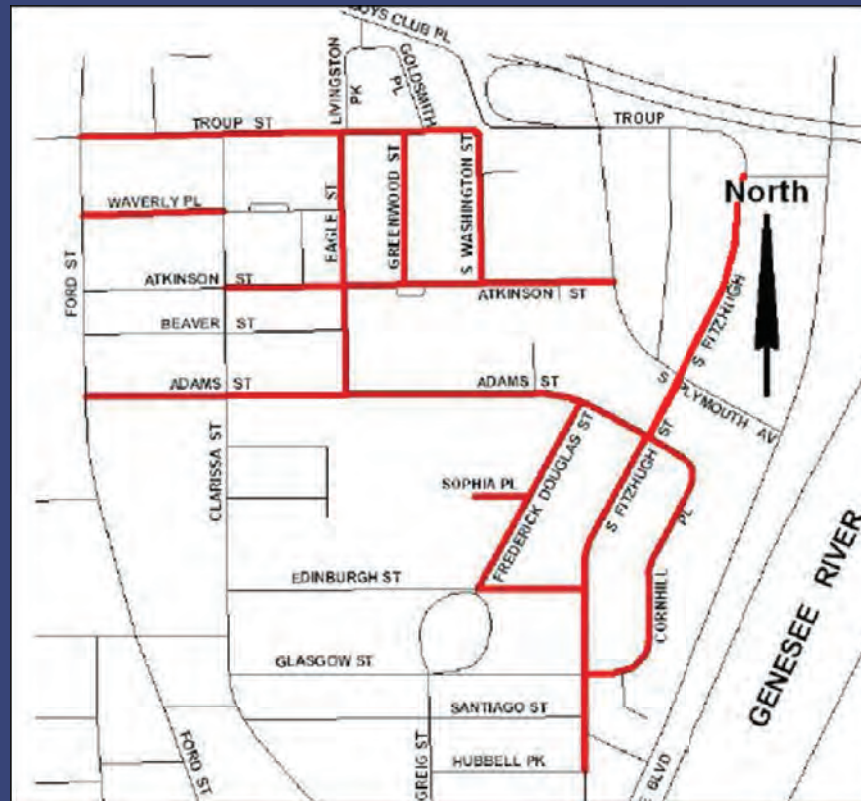 OYS CLUB PL
LIVINGSTON
PK
GOLDSMITH
PL
TROUP ST
TROUP
WAVERLY PL
EAGLE ST
GREENWOOD ST
S WASHINGTON ST
North
FORD ST
ATKINSON ST
ATKINSON ST
S FITZHUGH
BEAVER ST
ADAMS ST
ADAMS ST
S PLYMOUTH AV
CLARISSA ST
SOPHIA PL
FREDERICK DOUGLAS ST
S FITZHUGH ST
CORNHILL PL
EDINBURGH ST
GENESEE RIVER
GLASGOW ST
SANTIAGO ST
FORD ST
GREIG ST
HUBBELL PK
BLVD